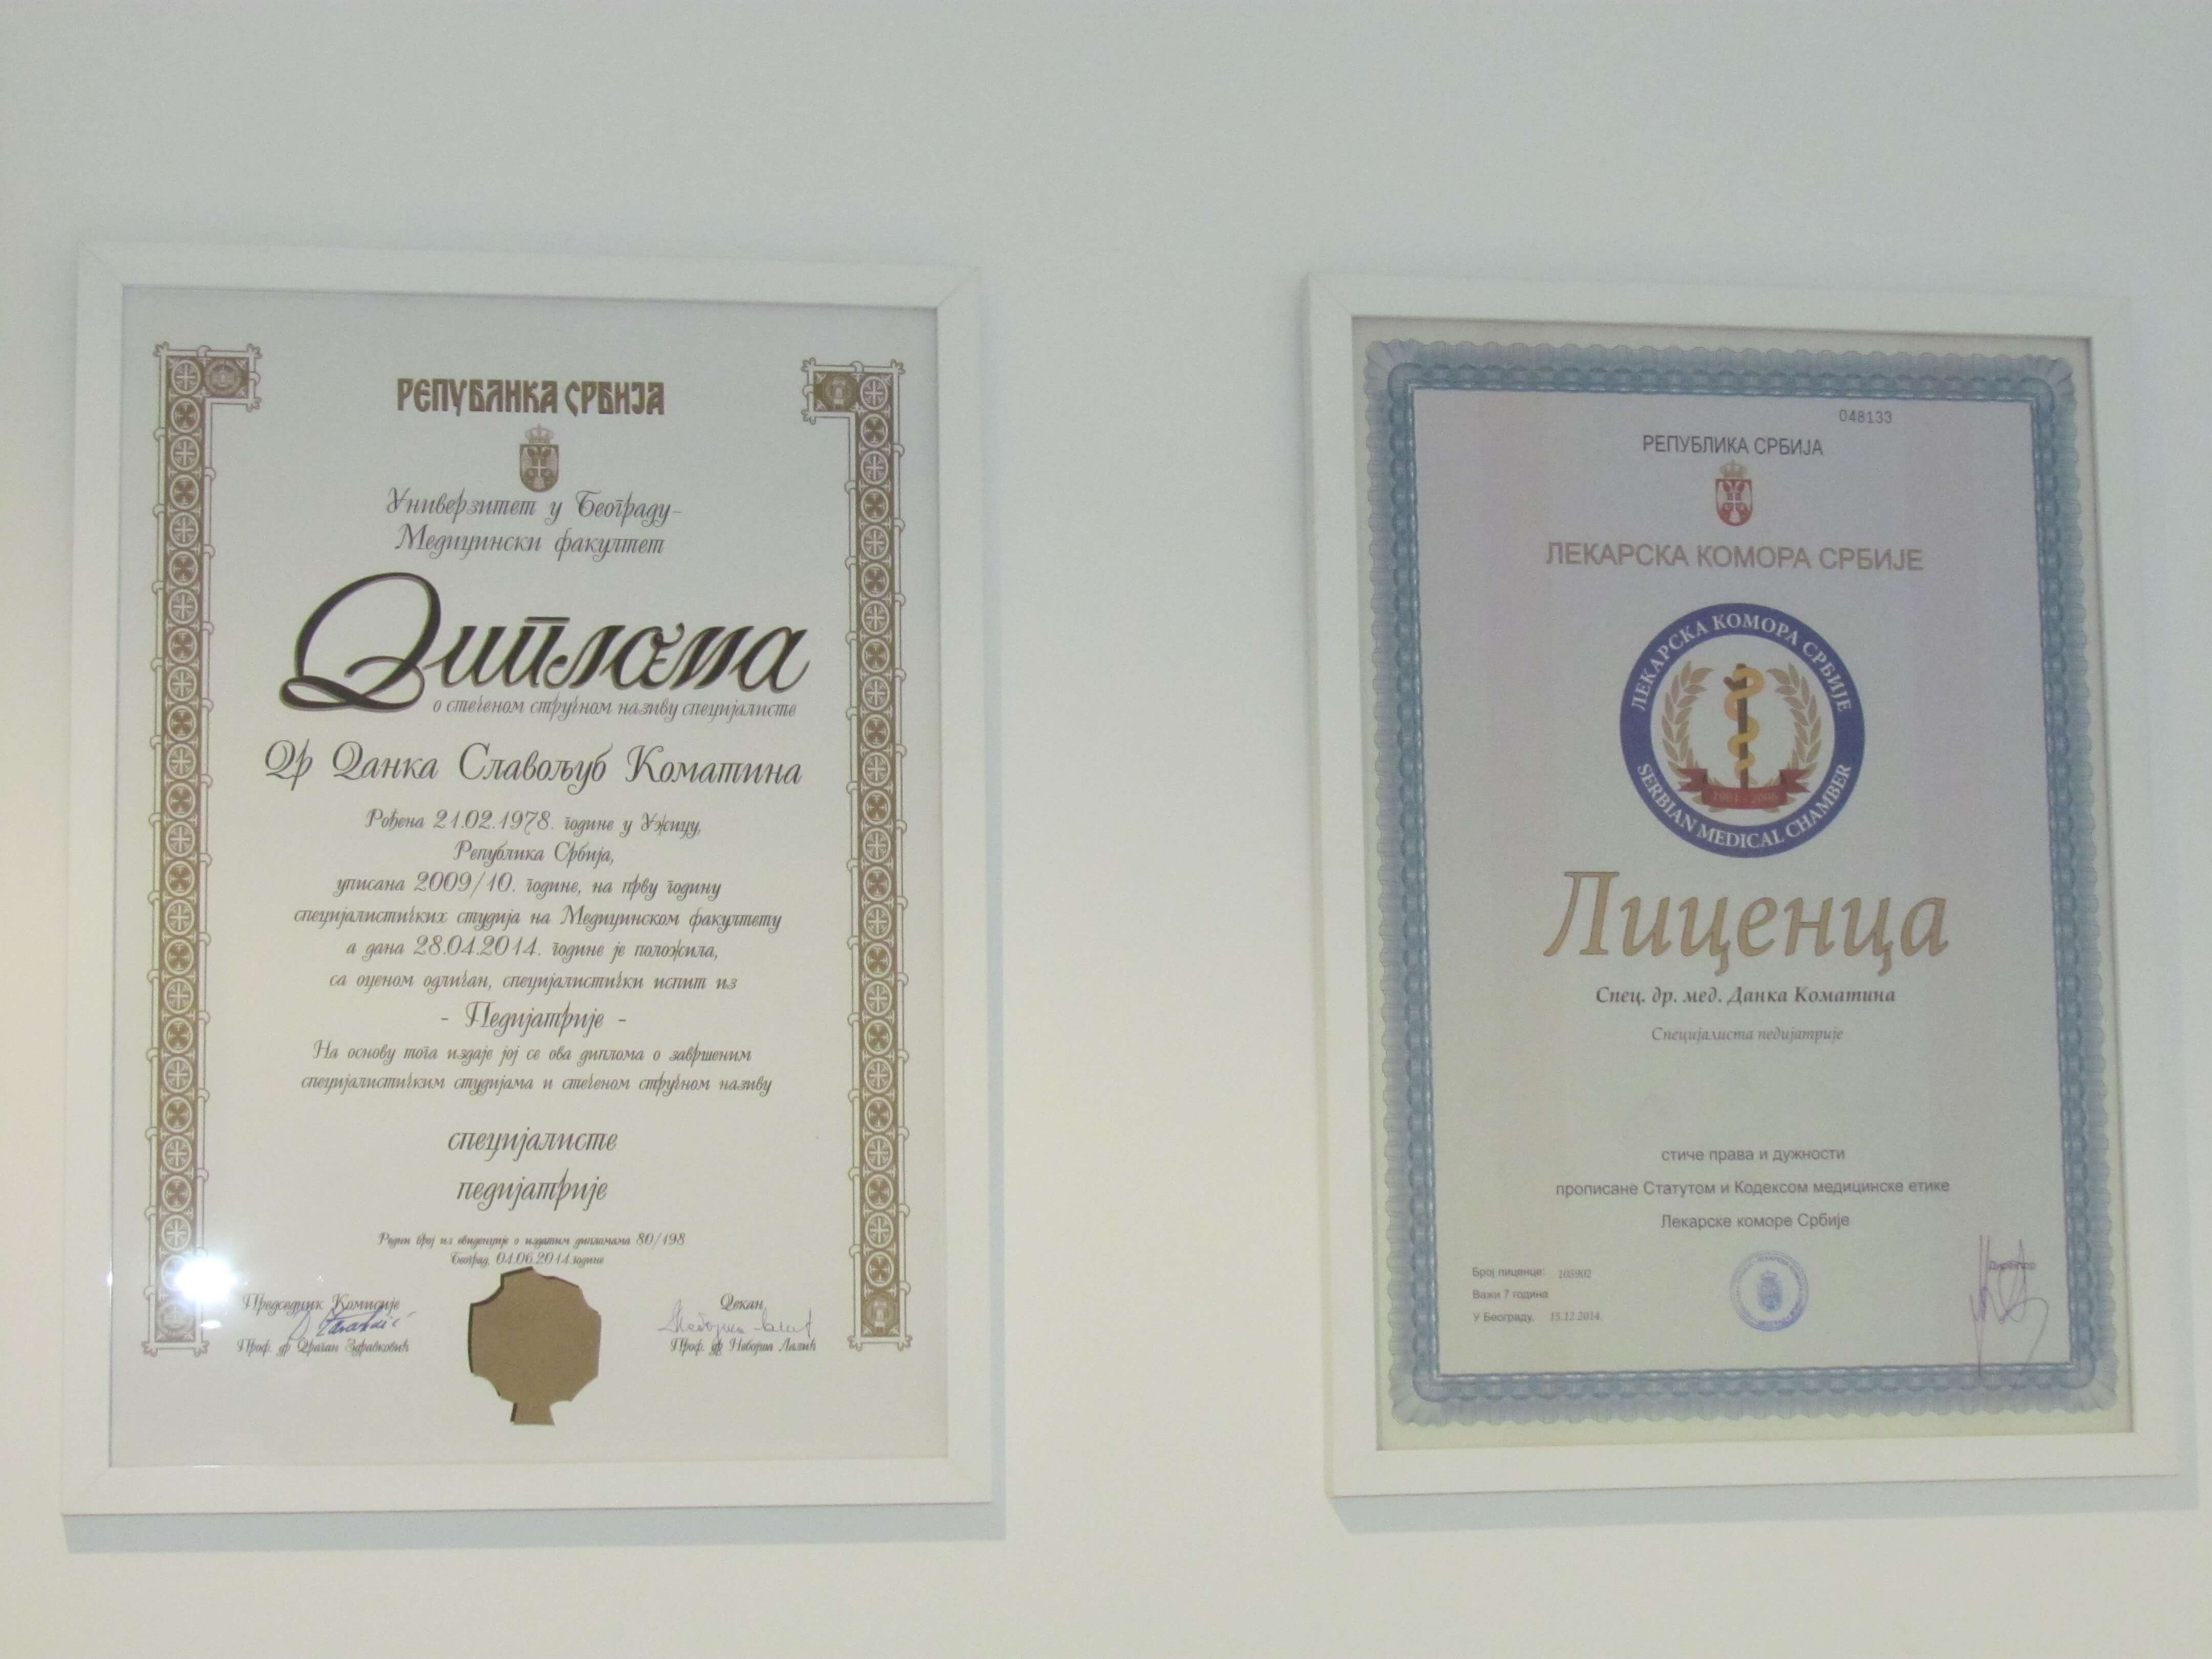 РЕПУБЛИКА СРБИЈА
Универзитет у Београду-
Медицински факултет
Диплома
о стеченом стручном називу специјалисте
Др Данка Славољуб Коматина
Рођена 21.02.1978. године у Ужицу,
Република Србија,
уписана 2009/10. године, на прву годину
специјалистичких студија на Медицинском факултету
а дана 28.04.2014. године је положила,
са оценом одличан, специјалистички испит из
- Педијатрије -
На основу тога издаје јој се ова диплома о завршеним
специјалистичким студијама и стеченом стручном називу
специјалисте
педијатрије
Редни број из евиденције о издатим дипломама 80/198
Београд, 04.06.2014.године
Председник Комисије
Проф. др Драган Здравковић
Декан
Проф. др Небојша Лалић
048133
РЕПУБЛИКА СРБИЈА
ЛЕКАРСКА КОМОРА СРБИЈЕ
ЛЕКАРСКА КОМОРА СРБИЈЕ
SERBIAN MEDICAL CHAMBER
Лиценца
Спец. др. мед. Данка Коматина
Специјалиста педијатрије
стиче права и дужности
прописане Статутом и Кодексом медицинске етике
Лекарске коморе Србије
Број лиценце: 165902
Важи 7 година
У Београду, 15.12.2014.
Директор